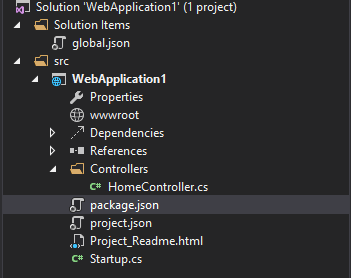 Solution 'WebApplication1' (1 project)
Solution Items
global.json
src
WebApplication1
Properties
wwwroot
Dependencies
References
Controllers
C# HomeController.cs
package.json
project.json
Project_Readme.html
C# Startup.cs